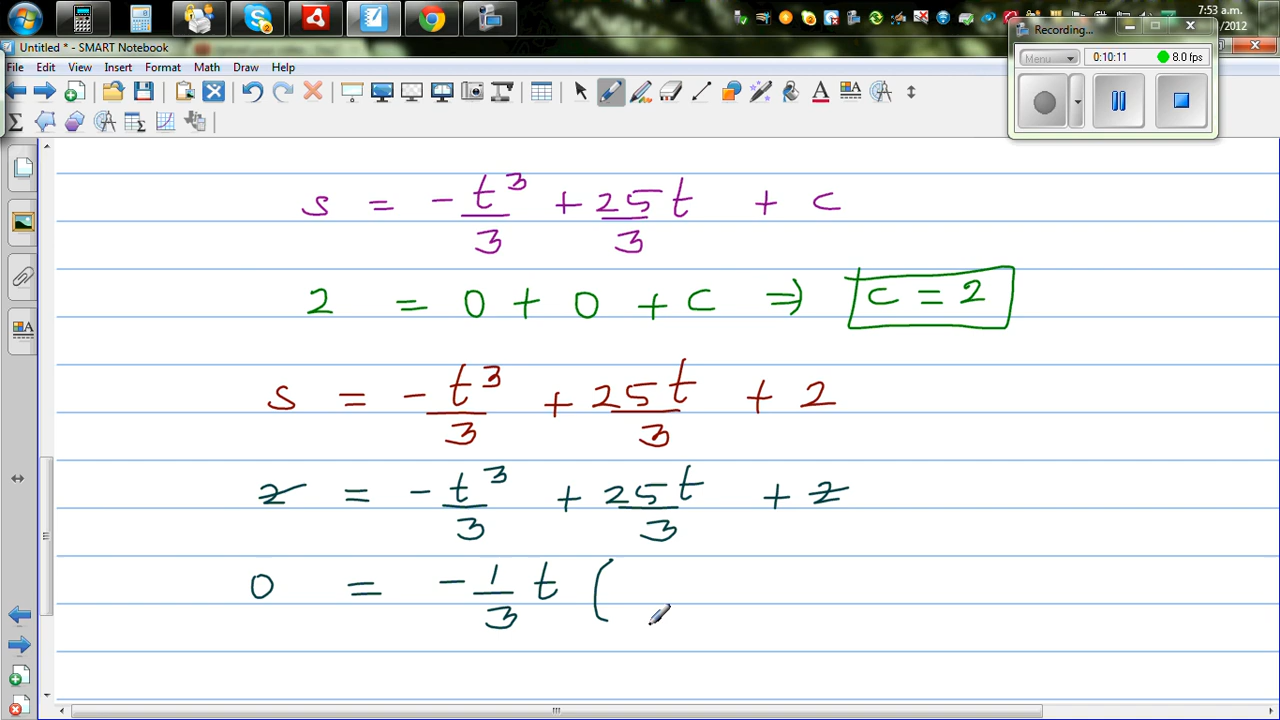 7:53 a.m.
/2012
Untitled * - SMART Notebook
Recording...
File Edit View Insert Format Math Draw Help
Menu 0:10:11 8.0 fps
s = -t³/3 + 25t/3 + c
2 = 0 + 0 + c ⇒ c = 2
s = -t³/3 + 25t/3 + 2
2 = -t³/3 + 25t/3 + 2
0 = -1/3 t (